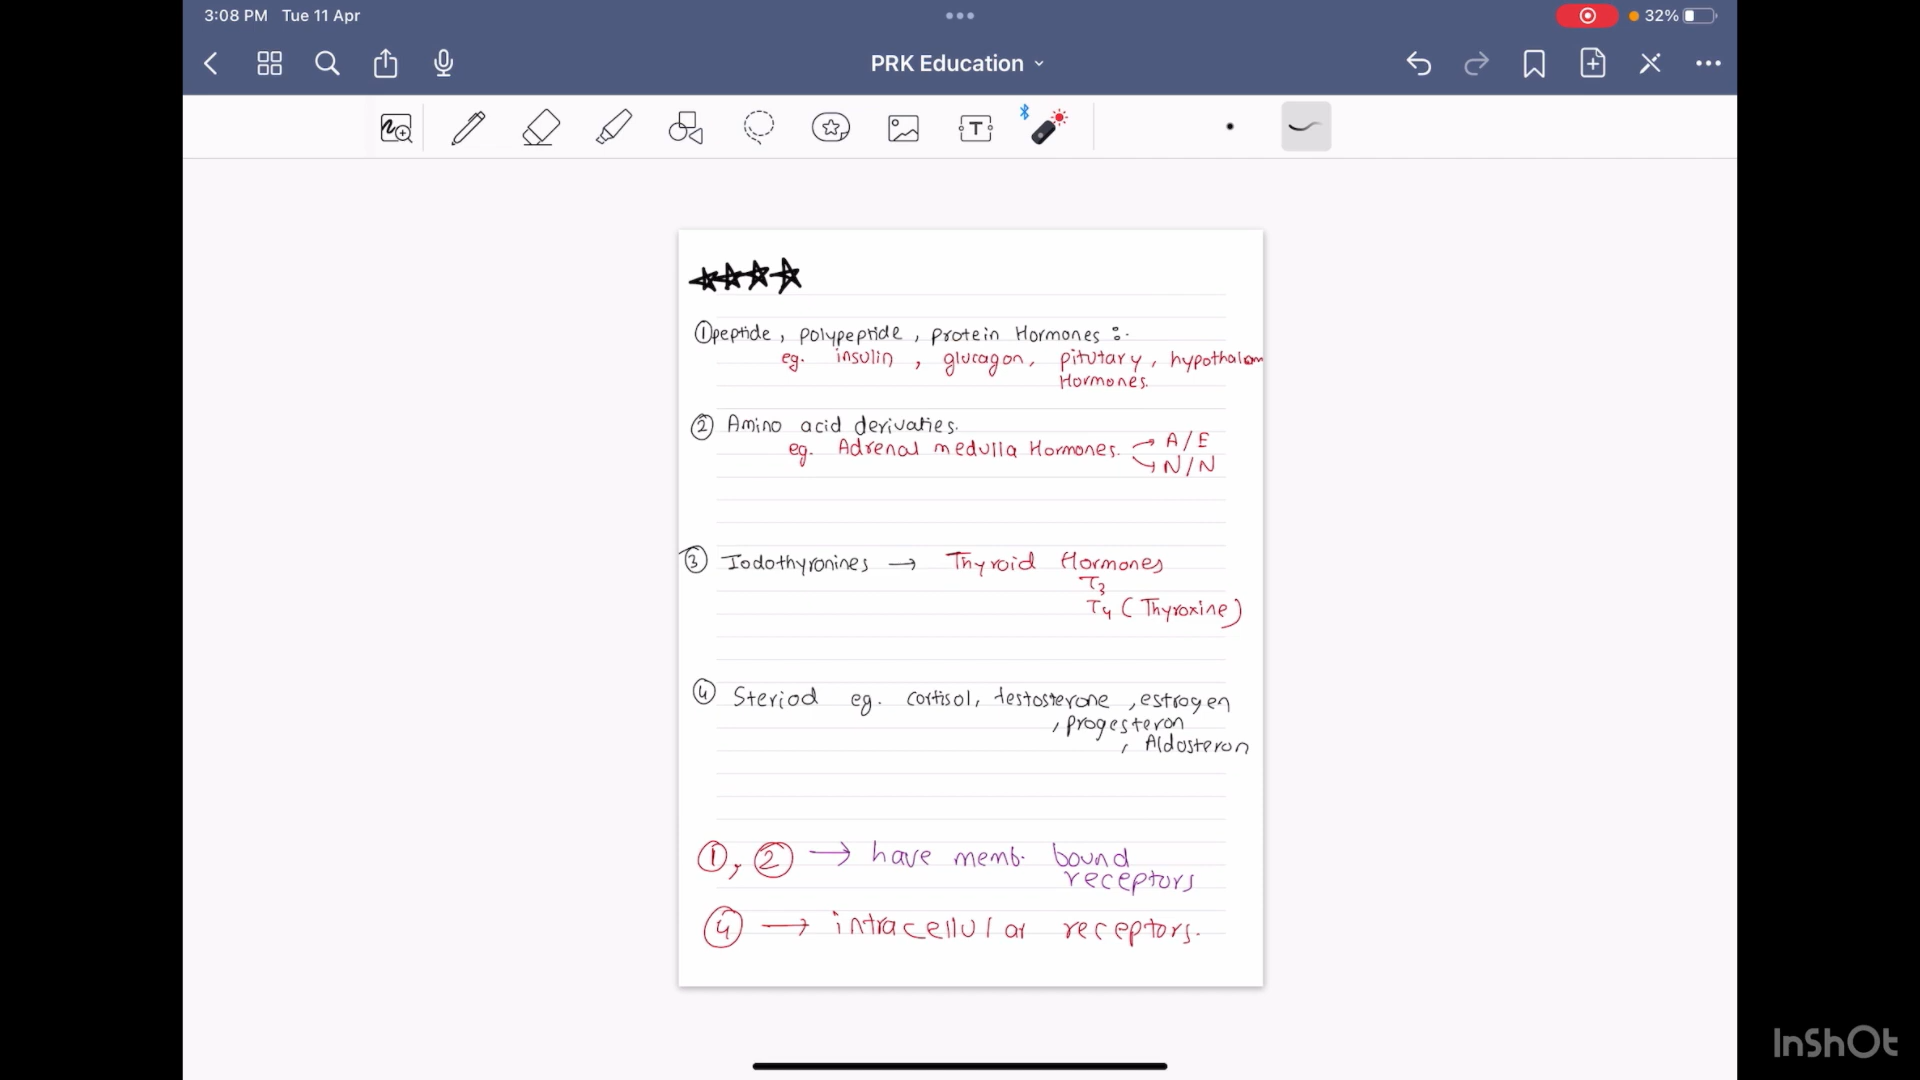 3:08 PM Tue 11 Apr
32%
PRK Education
T
① peptide, polypeptide, protein Hormones :-
eg. insulin, glucagon, pitutary, hypothalam
Hormones.
② Amino acid derivaties.
eg. Adrenal medulla Hormones. → A/E
→ N/N
③ Iodothyronines → Thyroid Hormones
T3
T4 (Thyroxine)
④ Steriod eg. cortisol, testosterone, estrogen
, progesteron
, Aldosteron
①, ② → have memb. bound
receptors
④ → intracellular receptors.
InShOt